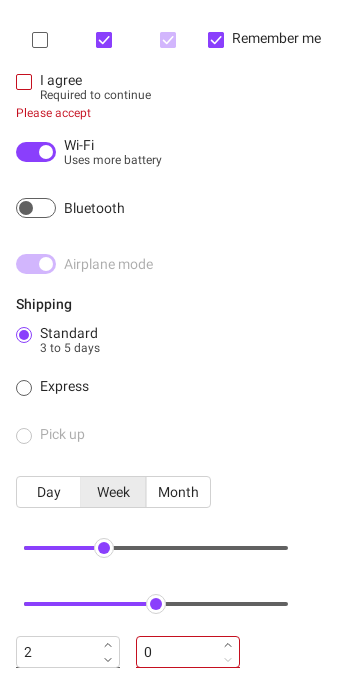 Remember me
I agree
Required to continue
Please accept
Wi-Fi
Uses more battery
Bluetooth
Airplane mode
Shipping
Standard
3 to 5 days
Express
Pick up
Day Week Month
2 0